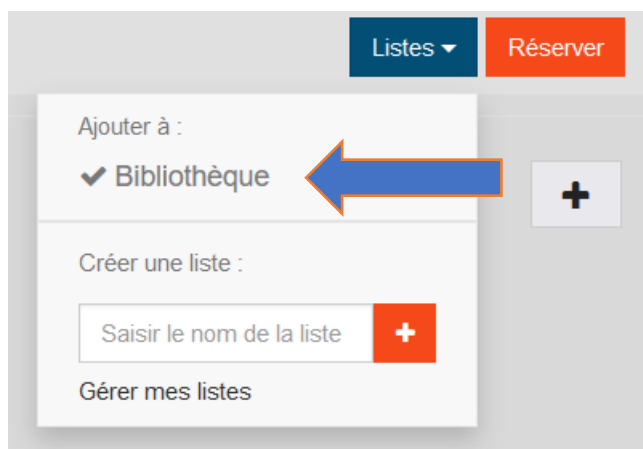 Listes Réserver
Ajouter à :
Bibliothèque
Créer une liste :
Saisir le nom de la liste
Gérer mes listes